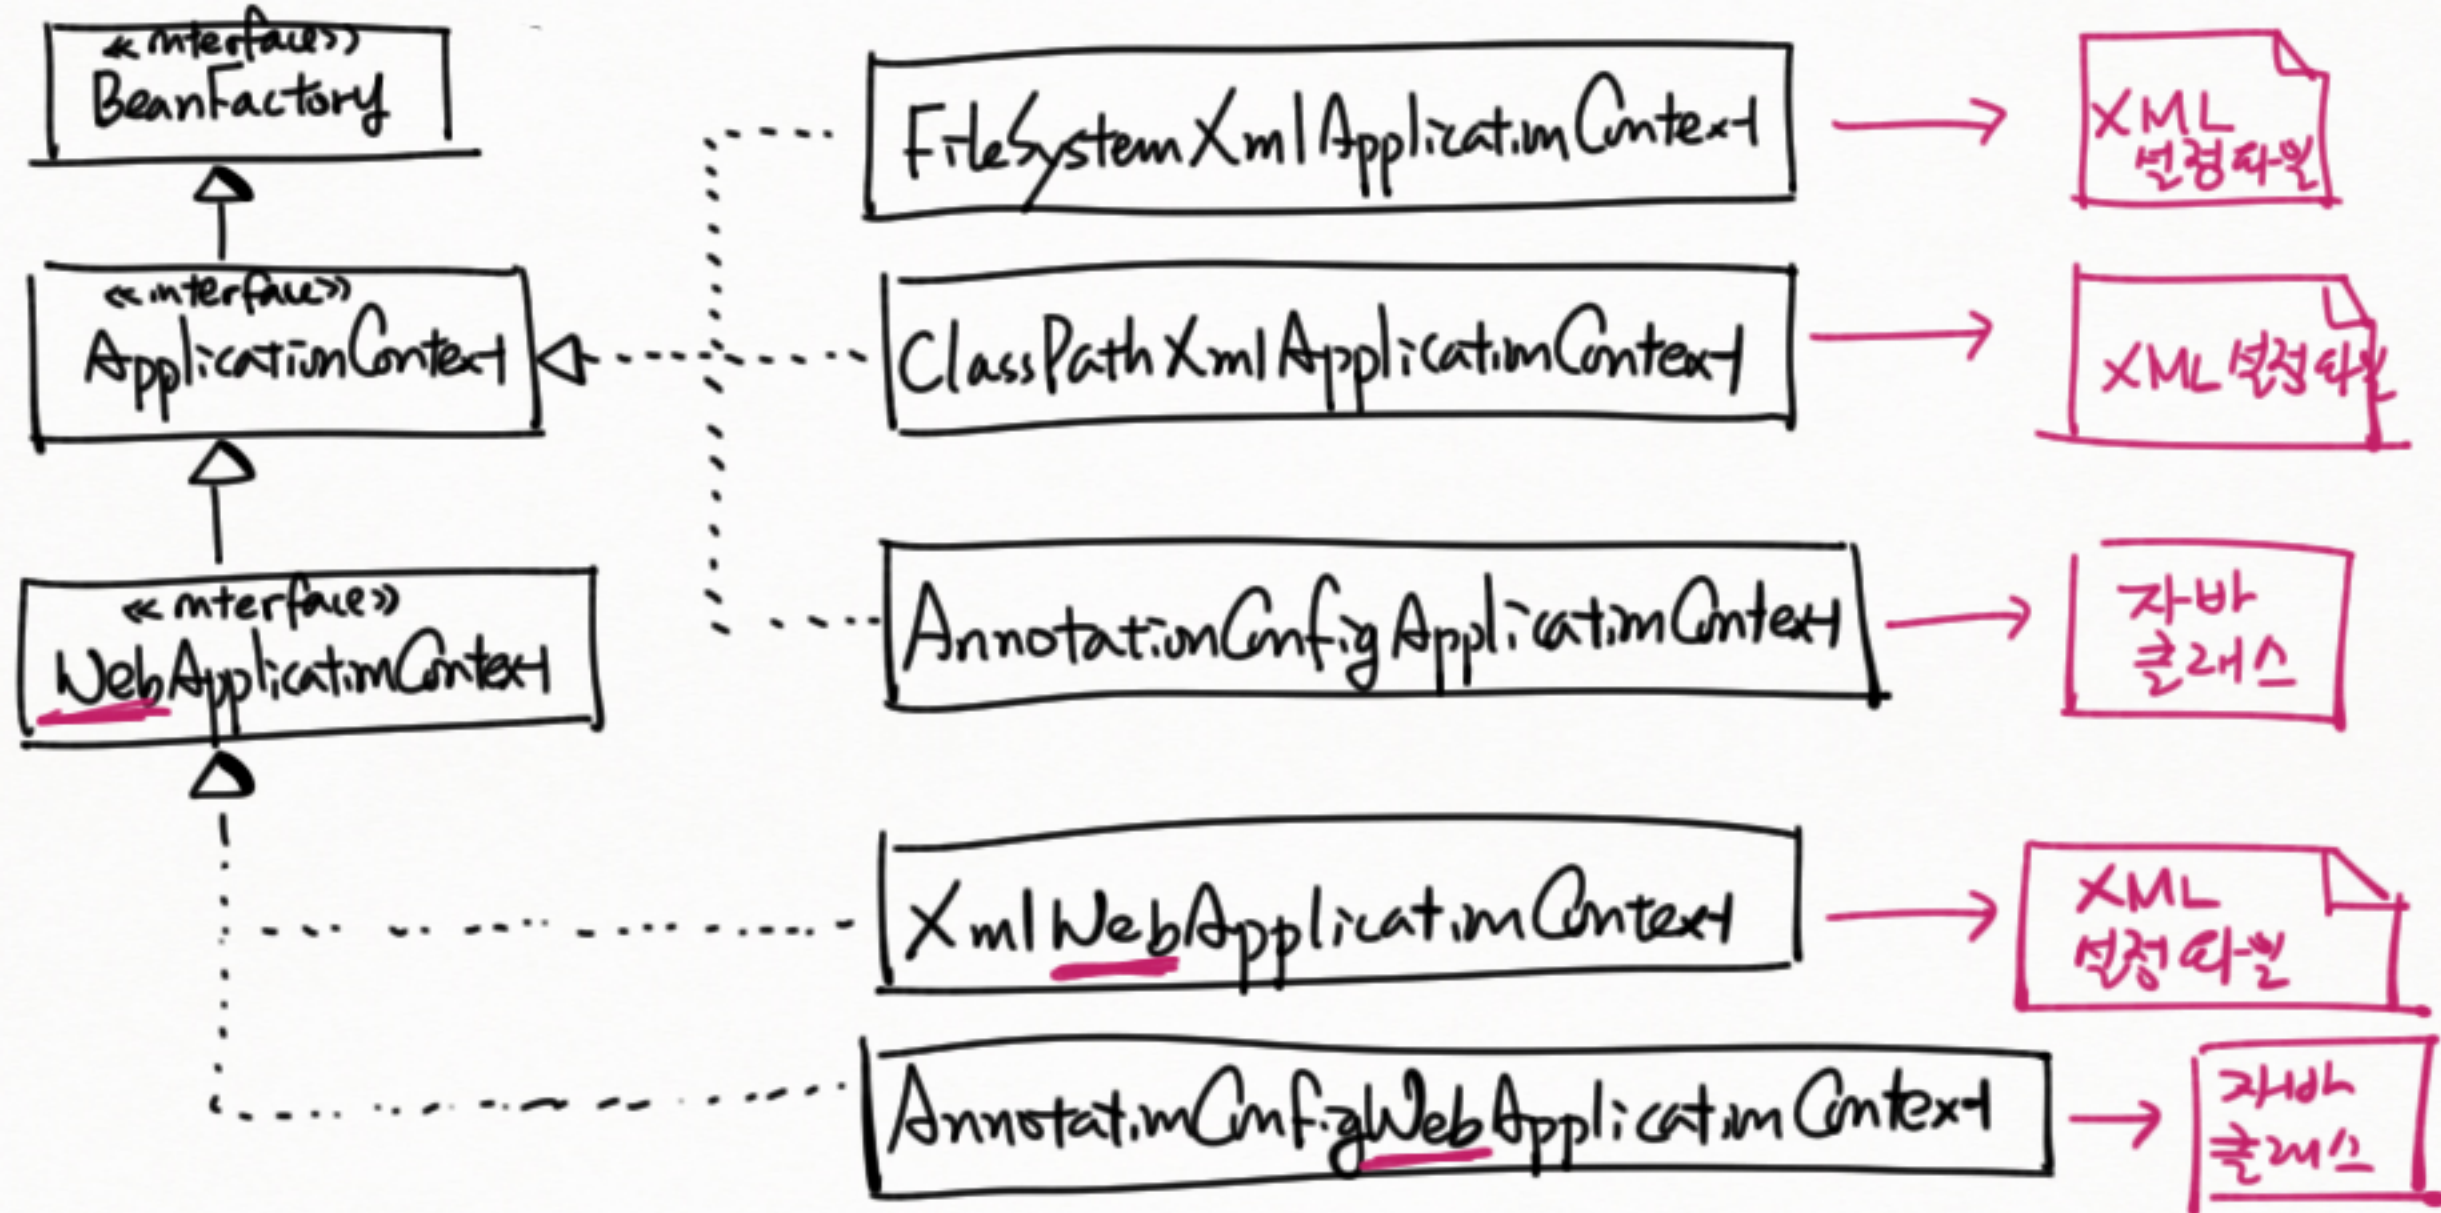 <<interface>>
BeanFactory
<<interface>>
ApplicationContext
<<interface>>
WebApplicationContext
FileSystemXmlApplicationContext
XML
설정파일
ClassPathXmlApplicationContext
XML 설정파일
AnnotationConfigApplicationContext
자바
클래스
XmlWebApplicationContext
XML
설정 파일
AnnotationConfigWebApplicationContext
자바
클래스